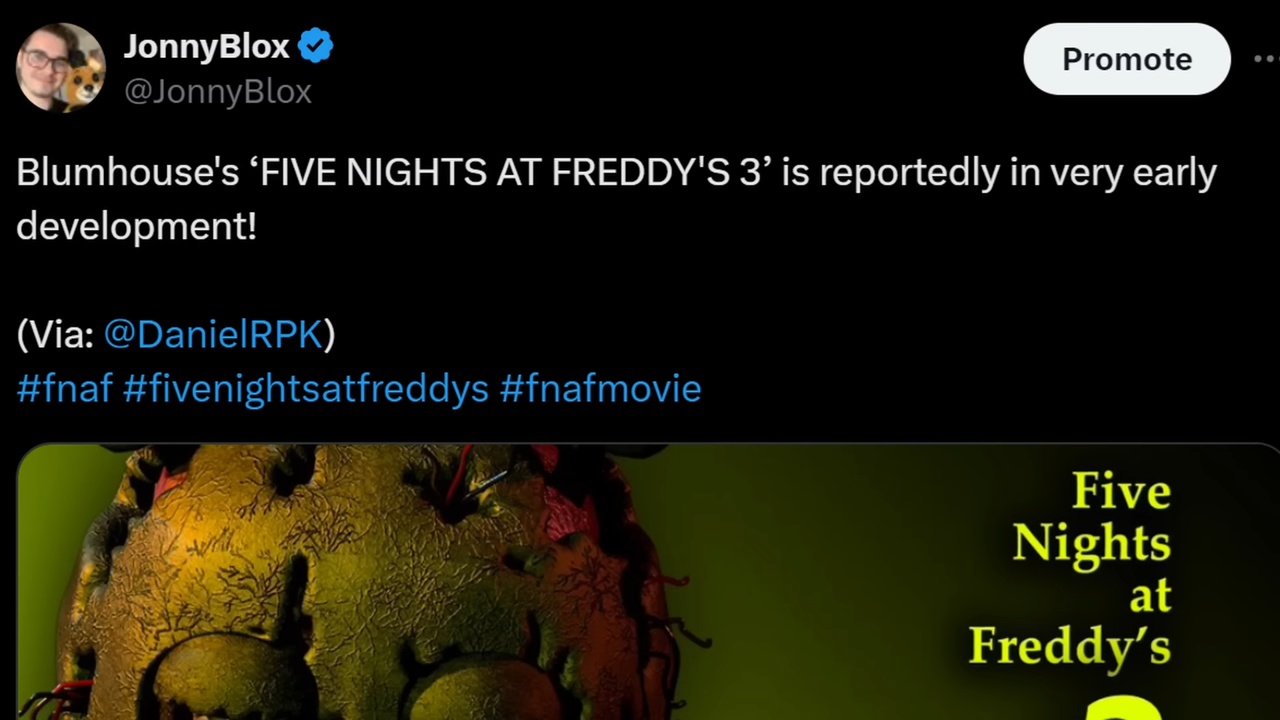 JonnyBlox
@JonnyBlox
Promote
Blumhouse's ‘FIVE NIGHTS AT FREDDY'S 3’ is reportedly in very early
development!
(Via: @DanielRPK)
#fnaf #fivenightsatfreddys #fnafmovie
Five
Nights
at
Freddy’s